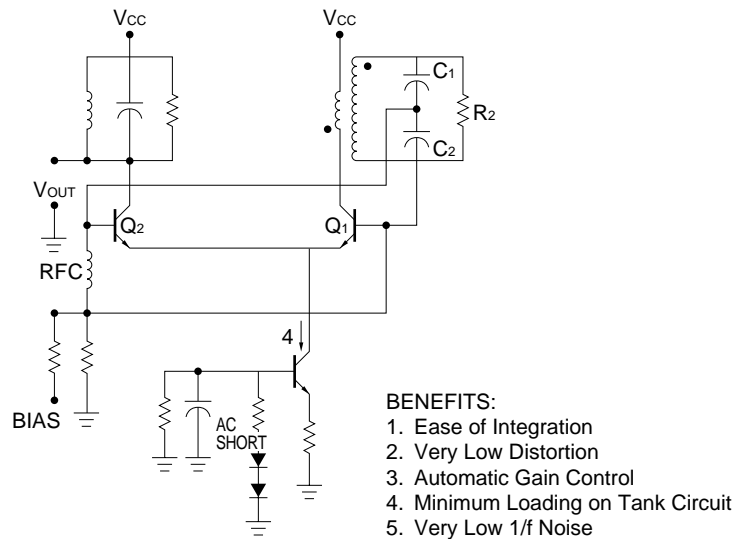 VCC
VCC
C1
R2
C2
VOUT
Q2
Q1
RFC
4
BIAS
AC
SHORT
BENEFITS:
1. Ease of Integration
2. Very Low Distortion
3. Automatic Gain Control
4. Minimum Loading on Tank Circuit
5. Very Low 1/f Noise